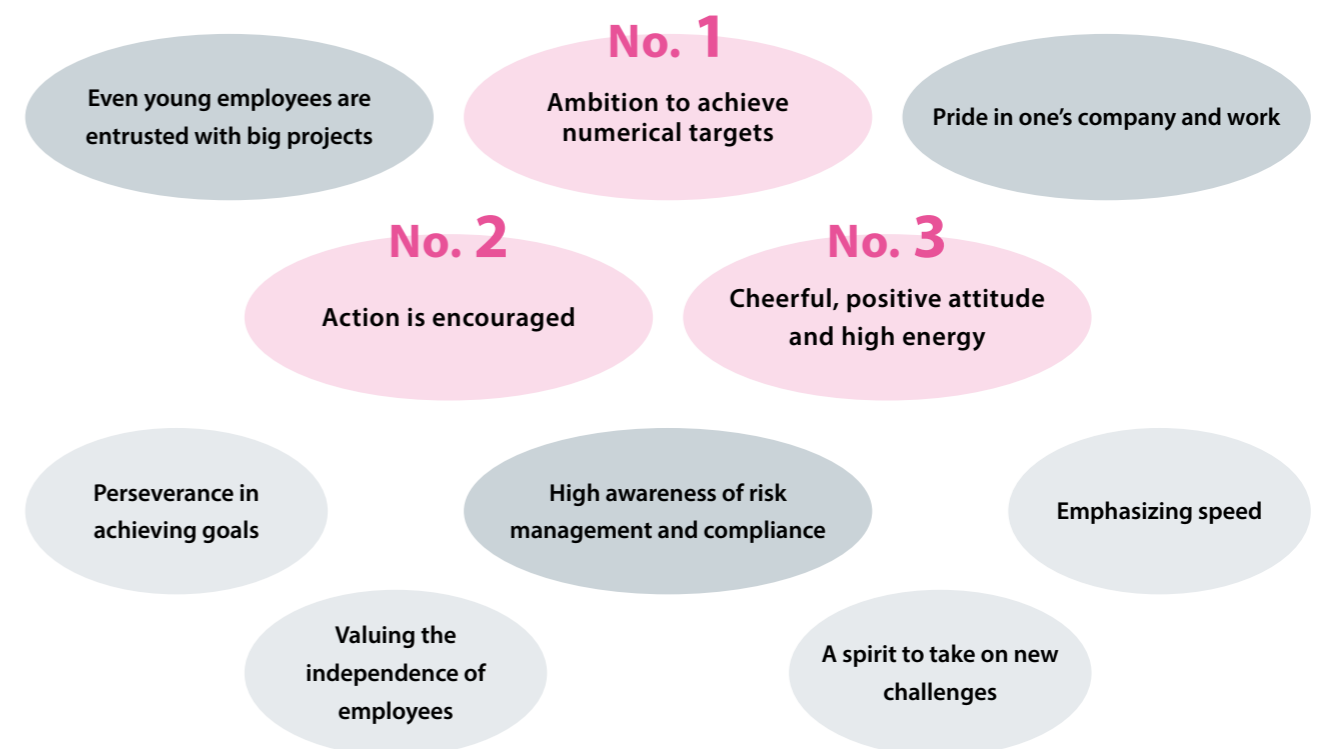 No. 1
Even young employees are
entrusted with big projects
Ambition to achieve
numerical targets
Pride in one’s company and work
No. 2
Action is encouraged
No. 3
Cheerful, positive attitude
and high energy
Perseverance in
achieving goals
High awareness of risk
management and compliance
Emphasizing speed
Valuing the
independence of
employees
A spirit to take on new
challenges